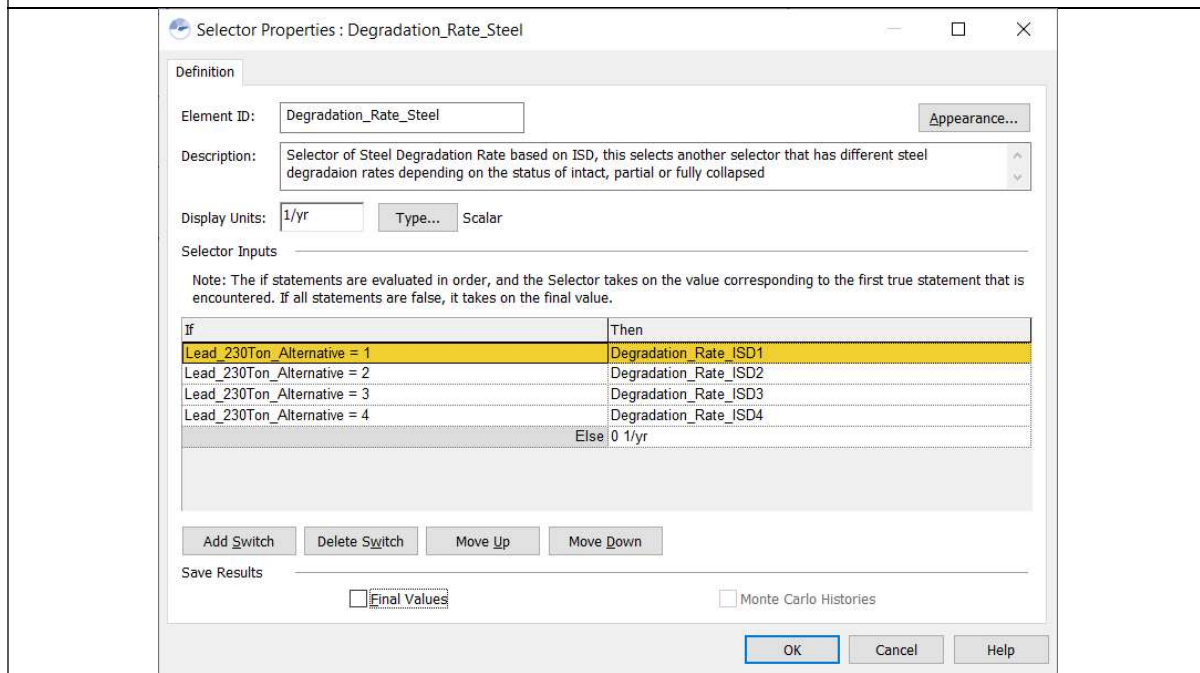 Selector Properties : Degradation_Rate_Steel
Definition
Element ID: Degradation_Rate_Steel Appearance...
Description: Selector of Steel Degradation Rate based on ISD, this selects another selector that has different steel
degradaion rates depending on the status of intact, partial or fully collapsed
Display Units: 1/yr Type... Scalar
Selector Inputs
Note: The if statements are evaluated in order, and the Selector takes on the value corresponding to the first true statement that is
encountered. If all statements are false, it takes on the final value.
If Then
Lead_230Ton_Alternative = 1 Degradation_Rate_ISD1
Lead_230Ton_Alternative = 2 Degradation_Rate_ISD2
Lead_230Ton_Alternative = 3 Degradation_Rate_ISD3
Lead_230Ton_Alternative = 4 Degradation_Rate_ISD4
Else 0 1/yr
Add Switch Delete Switch Move Up Move Down
Save Results
Final Values Monte Carlo Histories
OK Cancel Help